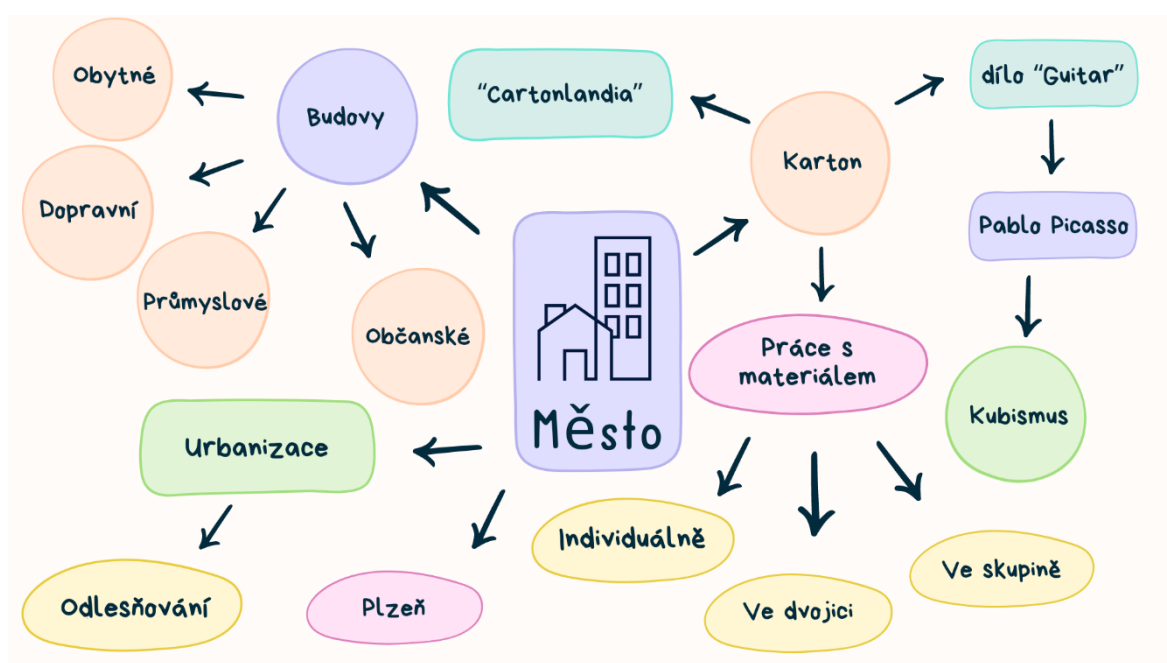 Obytné
Budovy
"Cartonlandia"
dílo "Guitar"
Karton
Dopravní
Pablo Picasso
Průmyslové
Občanské
Práce s
materiálem
Město
Kubismus
Urbanizace
Individuálně
Ve skupině
Odlesňování
Plzeň
Ve dvojici